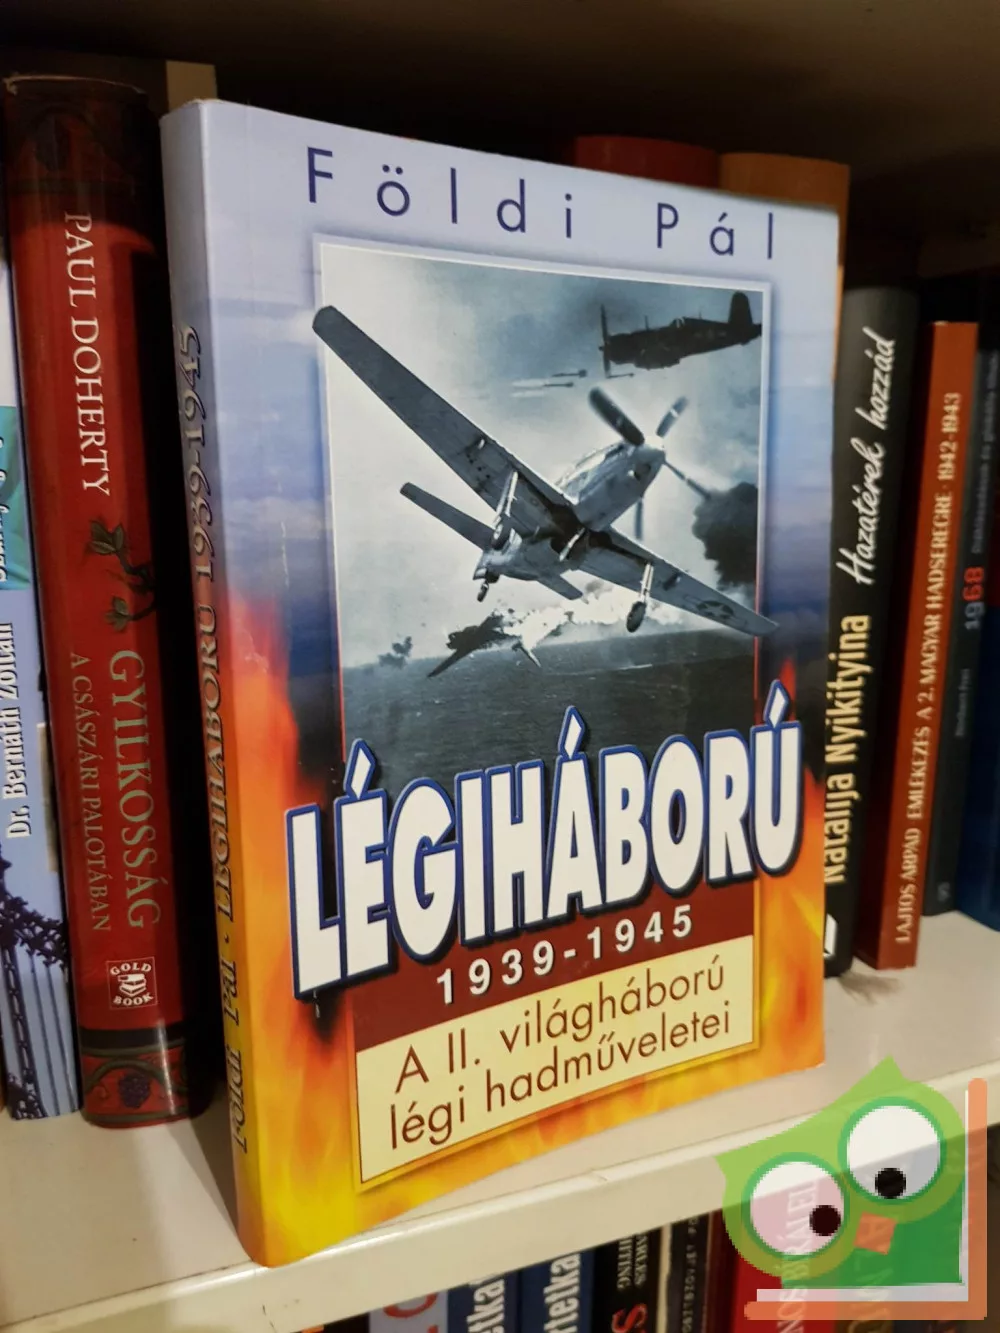 Földi Pál
LÉGIHÁBORÚ
1939-1945
A II. világháború
légi hadműveletei
FÖLDI PÁL · LÉGIHÁBORÚ 1939-1945
PAUL DOHERTY
GYILKOSSÁG
A CSÁSZÁRI PALOTÁBAN
GOLD
BOOK
Dr. Bernáth Zoltán
Natalija Nyikityina
Hazatérek hozzád
LAJTOS ÁRPÁD EMLÉKEZÉS A 2. MAGYAR HADSEREGRE · 1942-1943
1968